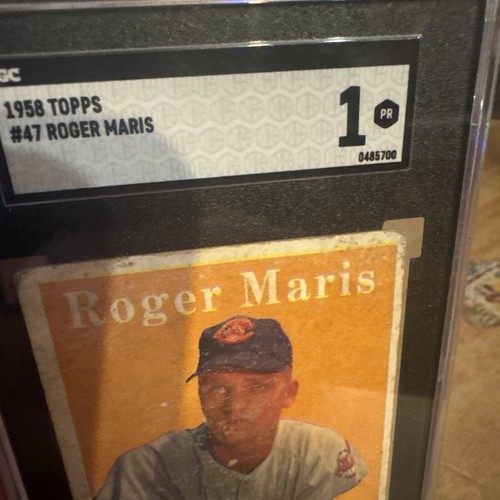 GC
1958 TOPPS
#47 ROGER MARIS
1 PR
0485700
Roger Maris